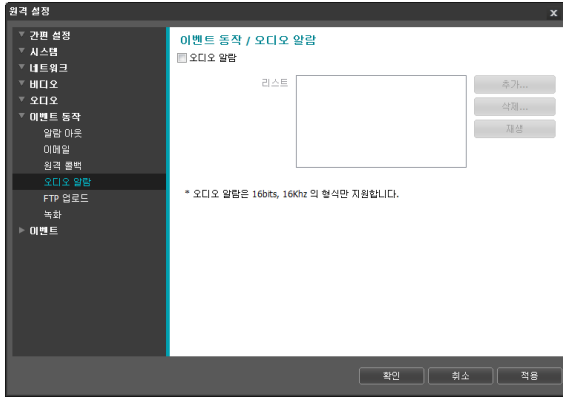 원격 설정
x
간편 설정
시스템
네트워크
비디오
오디오
이벤트 동작
알람 아웃
이메일
원격 콜백
오디오 알람
FTP 업로드
녹화
이벤트
이벤트 동작 / 오디오 알람
오디오 알람
리스트
추가...
삭제...
재생
* 오디오 알람은 16bits, 16Khz 의 형식만 지원합니다.
확인
취소
적용